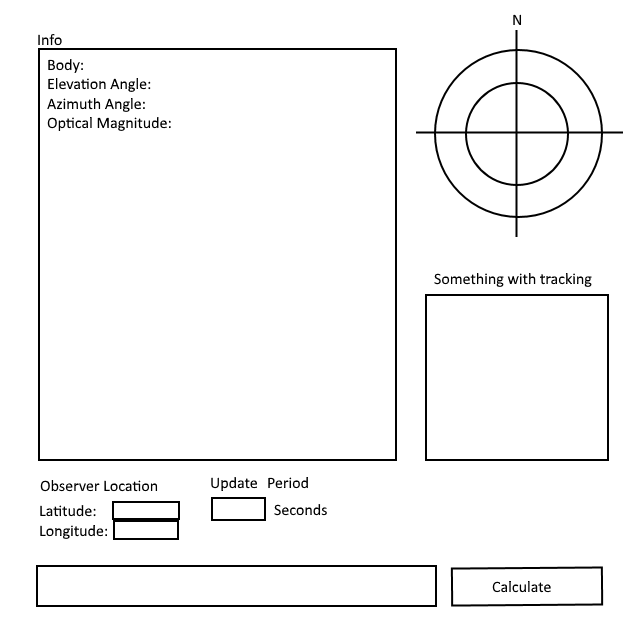 N
Info
Body:
Elevation Angle:
Azimuth Angle:
Optical Magnitude:
Something with tracking
Observer Location
Update Period
Latitude:
Seconds
Longitude:
Calculate